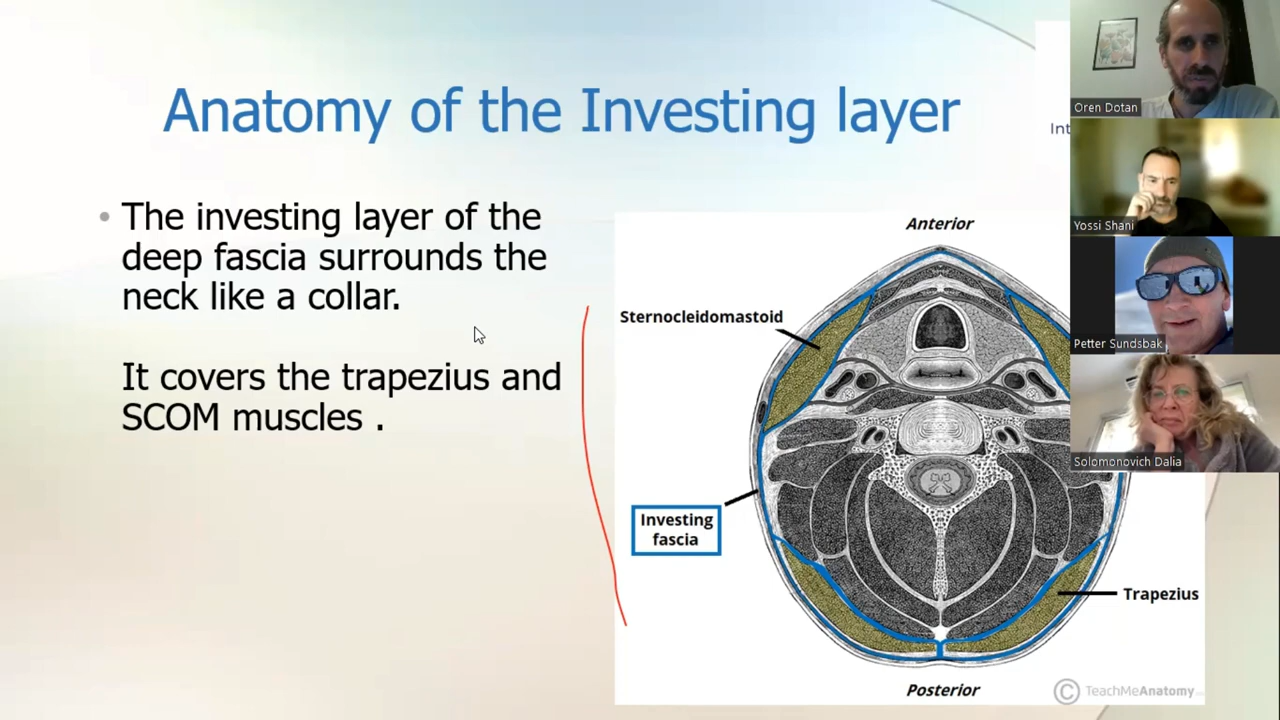 Anatomy of the Investing layer
Int
• The investing layer of the
deep fascia surrounds the
neck like a collar.
It covers the trapezius and
SCOM muscles .
Anterior
Sternocleidomastoid
Investing
fascia
Trapezius
Posterior
© TeachMeAnatomy
Oren Dotan
Yossi Shani
Petter Sundsbak
Solomonovich Dalia